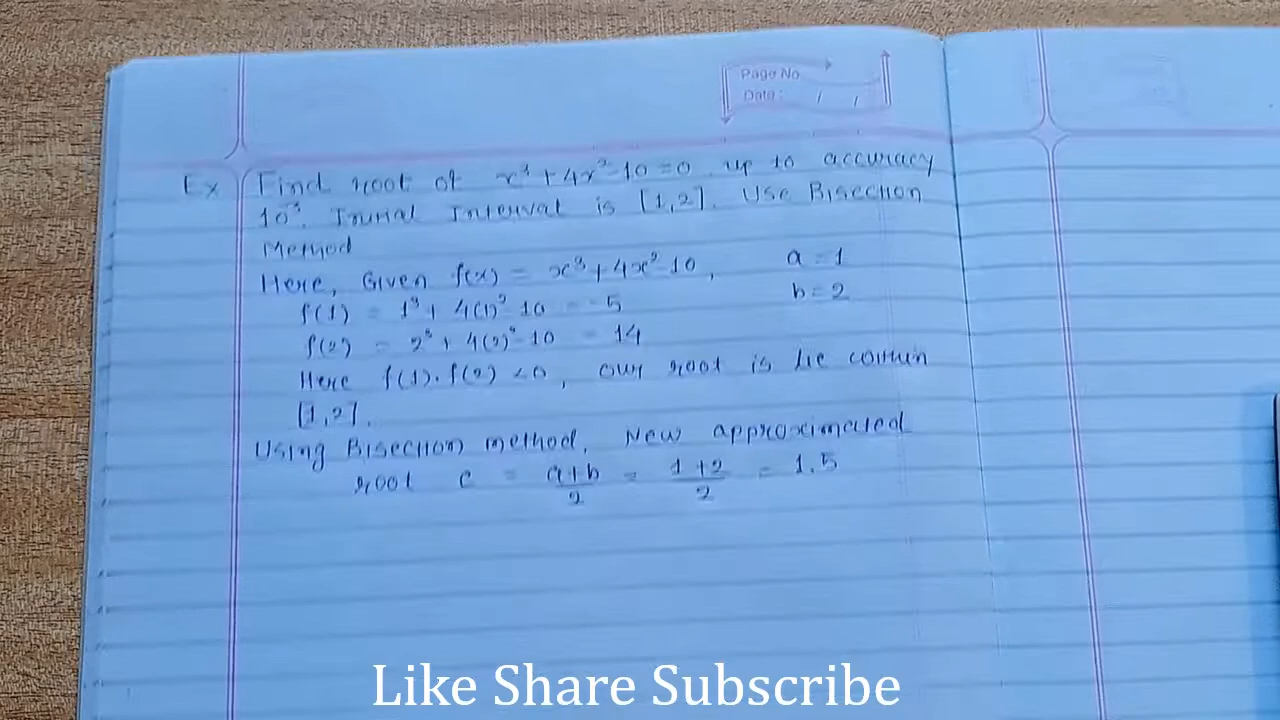 Page No
Date : / /
Ex Find root of x³ + 4x² - 10 = 0 up to accuracy
10⁻³. Initial Interval is [1,2]. Use Bisection
Method
Here, Given f(x) = x³ + 4x² - 10, a = 1
f(1) = 1³ + 4(1)² - 10 = -5 b = 2
f(2) = 2³ + 4(2)² - 10 = 14
Here f(1).f(2) < 0, our root is lie
[1,2].
Using Bisection method, New approximated
root c = a+b/2 = 1+2/2 = 1.5
Like Share Subscribe